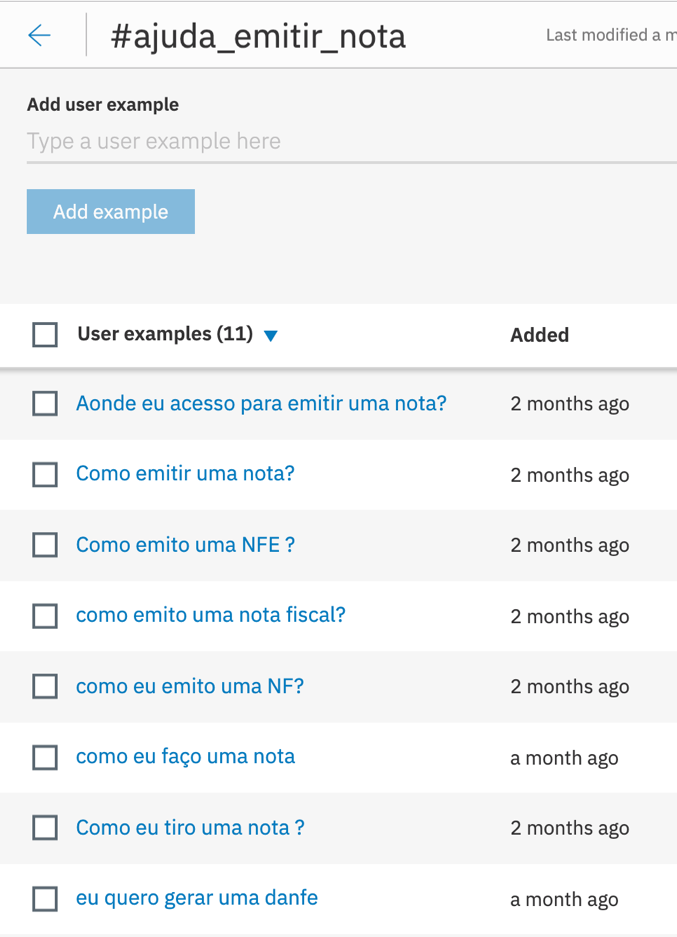 #ajuda_emitir_nota
Last modified a
Add user example
Type a user example here
Add example
User examples (11)
Added
Aonde eu acesso para emitir uma nota?
2 months ago
Como emitir uma nota?
2 months ago
Como emito uma NFE ?
2 months ago
como emito uma nota fiscal?
2 months ago
como eu emito uma NF?
2 months ago
como eu faço uma nota
a month ago
Como eu tiro uma nota ?
2 months ago
eu quero gerar uma danfe
a month ago